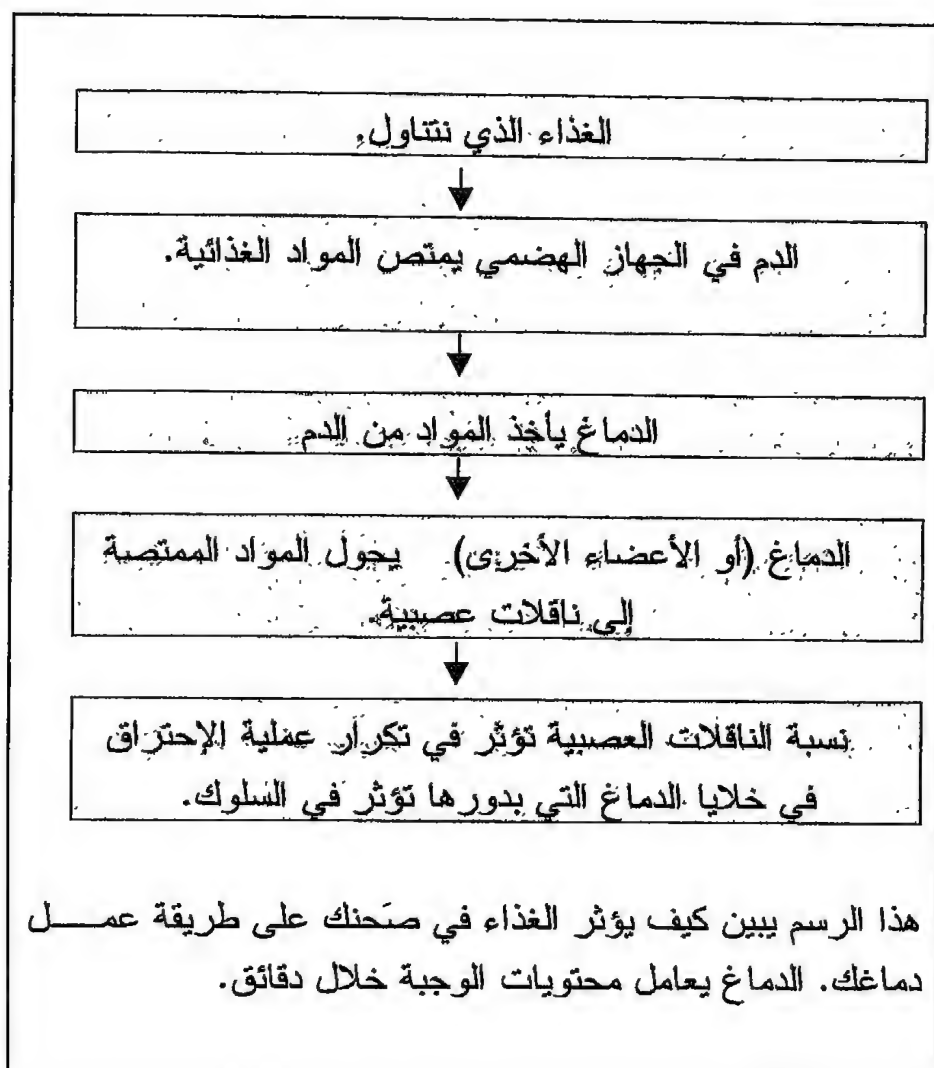 الغذاء الذي نتناول.
الدم في الجهاز الهضمي يمتص المواد الغذائية.
الدماغ يأخذ المواد من الدم
الدماغ (أو الأعضاء الأخرى) يحول المواد الممتصة
إلى ناقلات عصبية.
نسبة الناقلات العصبية تؤثر في تكرار عملية الإحتراق
في خلايا الدماغ التي بدورها تؤثر في السلوك.
هذا الرسم يبين كيف يؤثر الغذاء في صَحنك على طريقة عمـــل
دماغك. الدماغ يعامل محتويات الوجبة خلال دقائق.